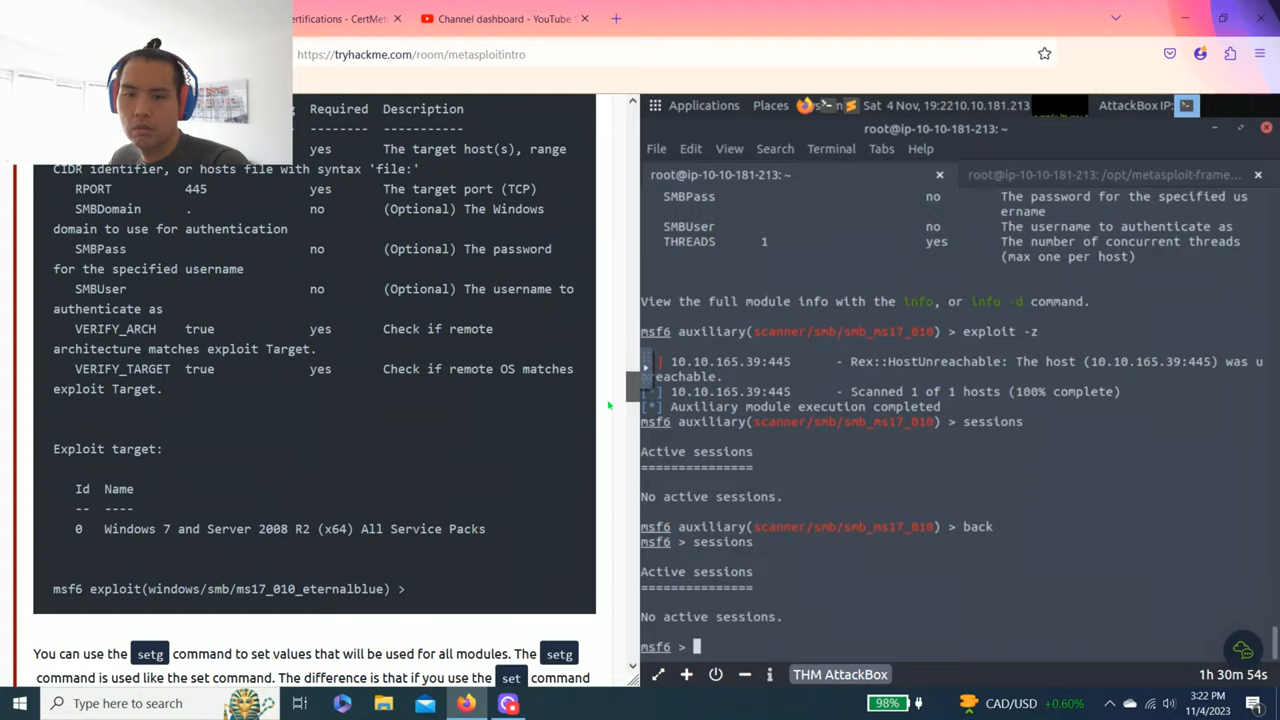 ertifications - CertMet
Channel dashboard - YouTube
https://tryhackme.com/room/metasploitintro
Required Description
-------- -----------
yes The target host(s), range
CIDR identifier, or hosts file with syntax 'file:'
RPORT 445 yes The target port (TCP)
SMBDomain . no (Optional) The Windows
domain to use for authentication
SMBPass no (Optional) The password
for the specified username
SMBUser no (Optional) The username to
authenticate as
VERIFY_ARCH true yes Check if remote
architecture matches exploit Target.
VERIFY_TARGET true yes Check if remote OS matches
exploit Target.
Exploit target:
Id Name
-- ----
0 Windows 7 and Server 2008 R2 (x64) All Service Packs
msf6 exploit(windows/smb/ms17_010_eternalblue) >
You can use the setg command to set values that will be used for all modules. The setg
command is used like the set command. The difference is that if you use the set command
Applications Places Sat 4 Nov, 19:22 10.10.181.213 AttackBox IP:
root@ip-10-10-181-213: ~
File Edit View Search Terminal Tabs Help
root@ip-10-10-181-213: ~
root@ip-10-10-181-213: /opt/metasploit-frame...
SMBPass no The password for the specified us
ername
SMBUser no The username to authenticate as
THREADS 1 yes The number of concurrent threads
(max one per host)
View the full module info with the info, or info -d command.
msf6 auxiliary(scanner/smb/smb_ms17_010) > exploit -z
] 10.10.165.39:445 - Rex::HostUnreachable: The host (10.10.165.39:445) was u
reachable.
[*] 10.10.165.39:445 - Scanned 1 of 1 hosts (100% complete)
[*] Auxiliary module execution completed
msf6 auxiliary(scanner/smb/smb_ms17_010) > sessions
Active sessions
===============
No active sessions.
msf6 auxiliary(scanner/smb/smb_ms17_010) > back
msf6 > sessions
Active sessions
===============
No active sessions.
msf6 >
THM AttackBox
1h 30m 54s
Type here to search
98%
CAD/USD +0.60%
3:22 PM
11/4/2023
1